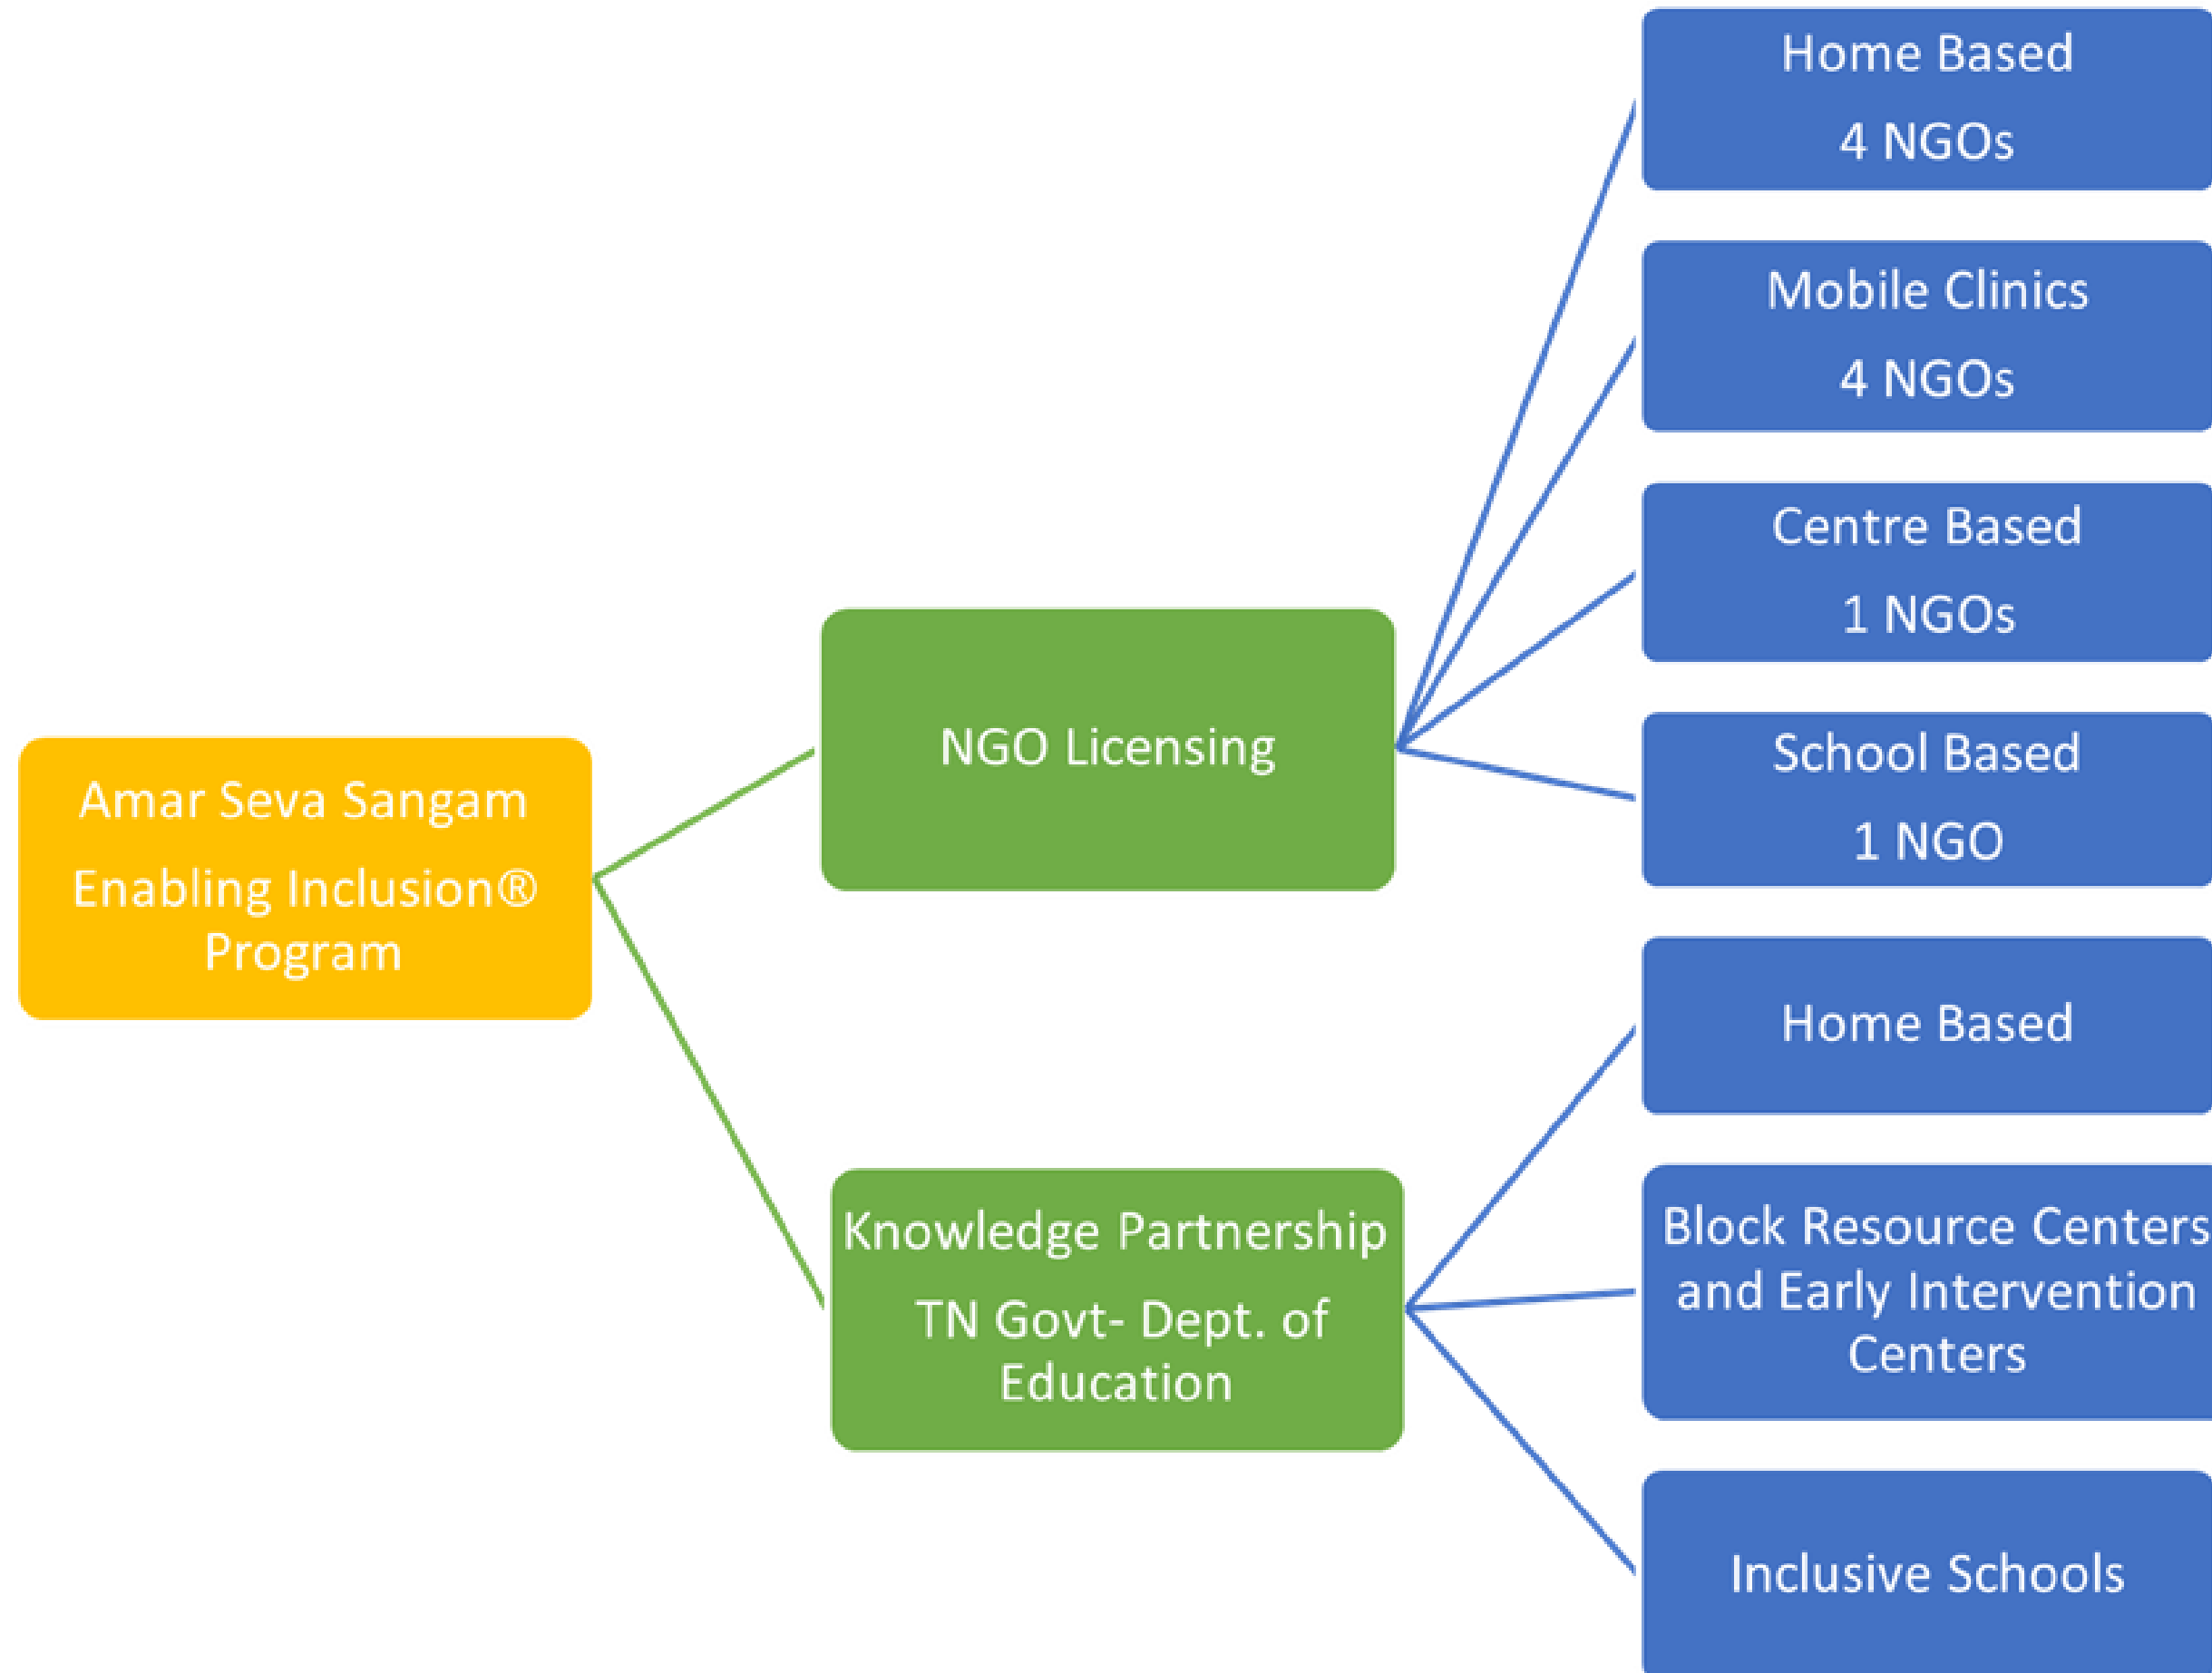 Amar Seva Sangam
Enabling Inclusion®
Program
NGO Licensing
Knowledge Partnership
TN Govt- Dept. of
Education
Home Based
4 NGOs
Mobile Clinics
4 NGOs
Centre Based
1 NGOs
School Based
1 NGO
Home Based
Block Resource Centers
and Early Intervention
Centers
Inclusive Schools